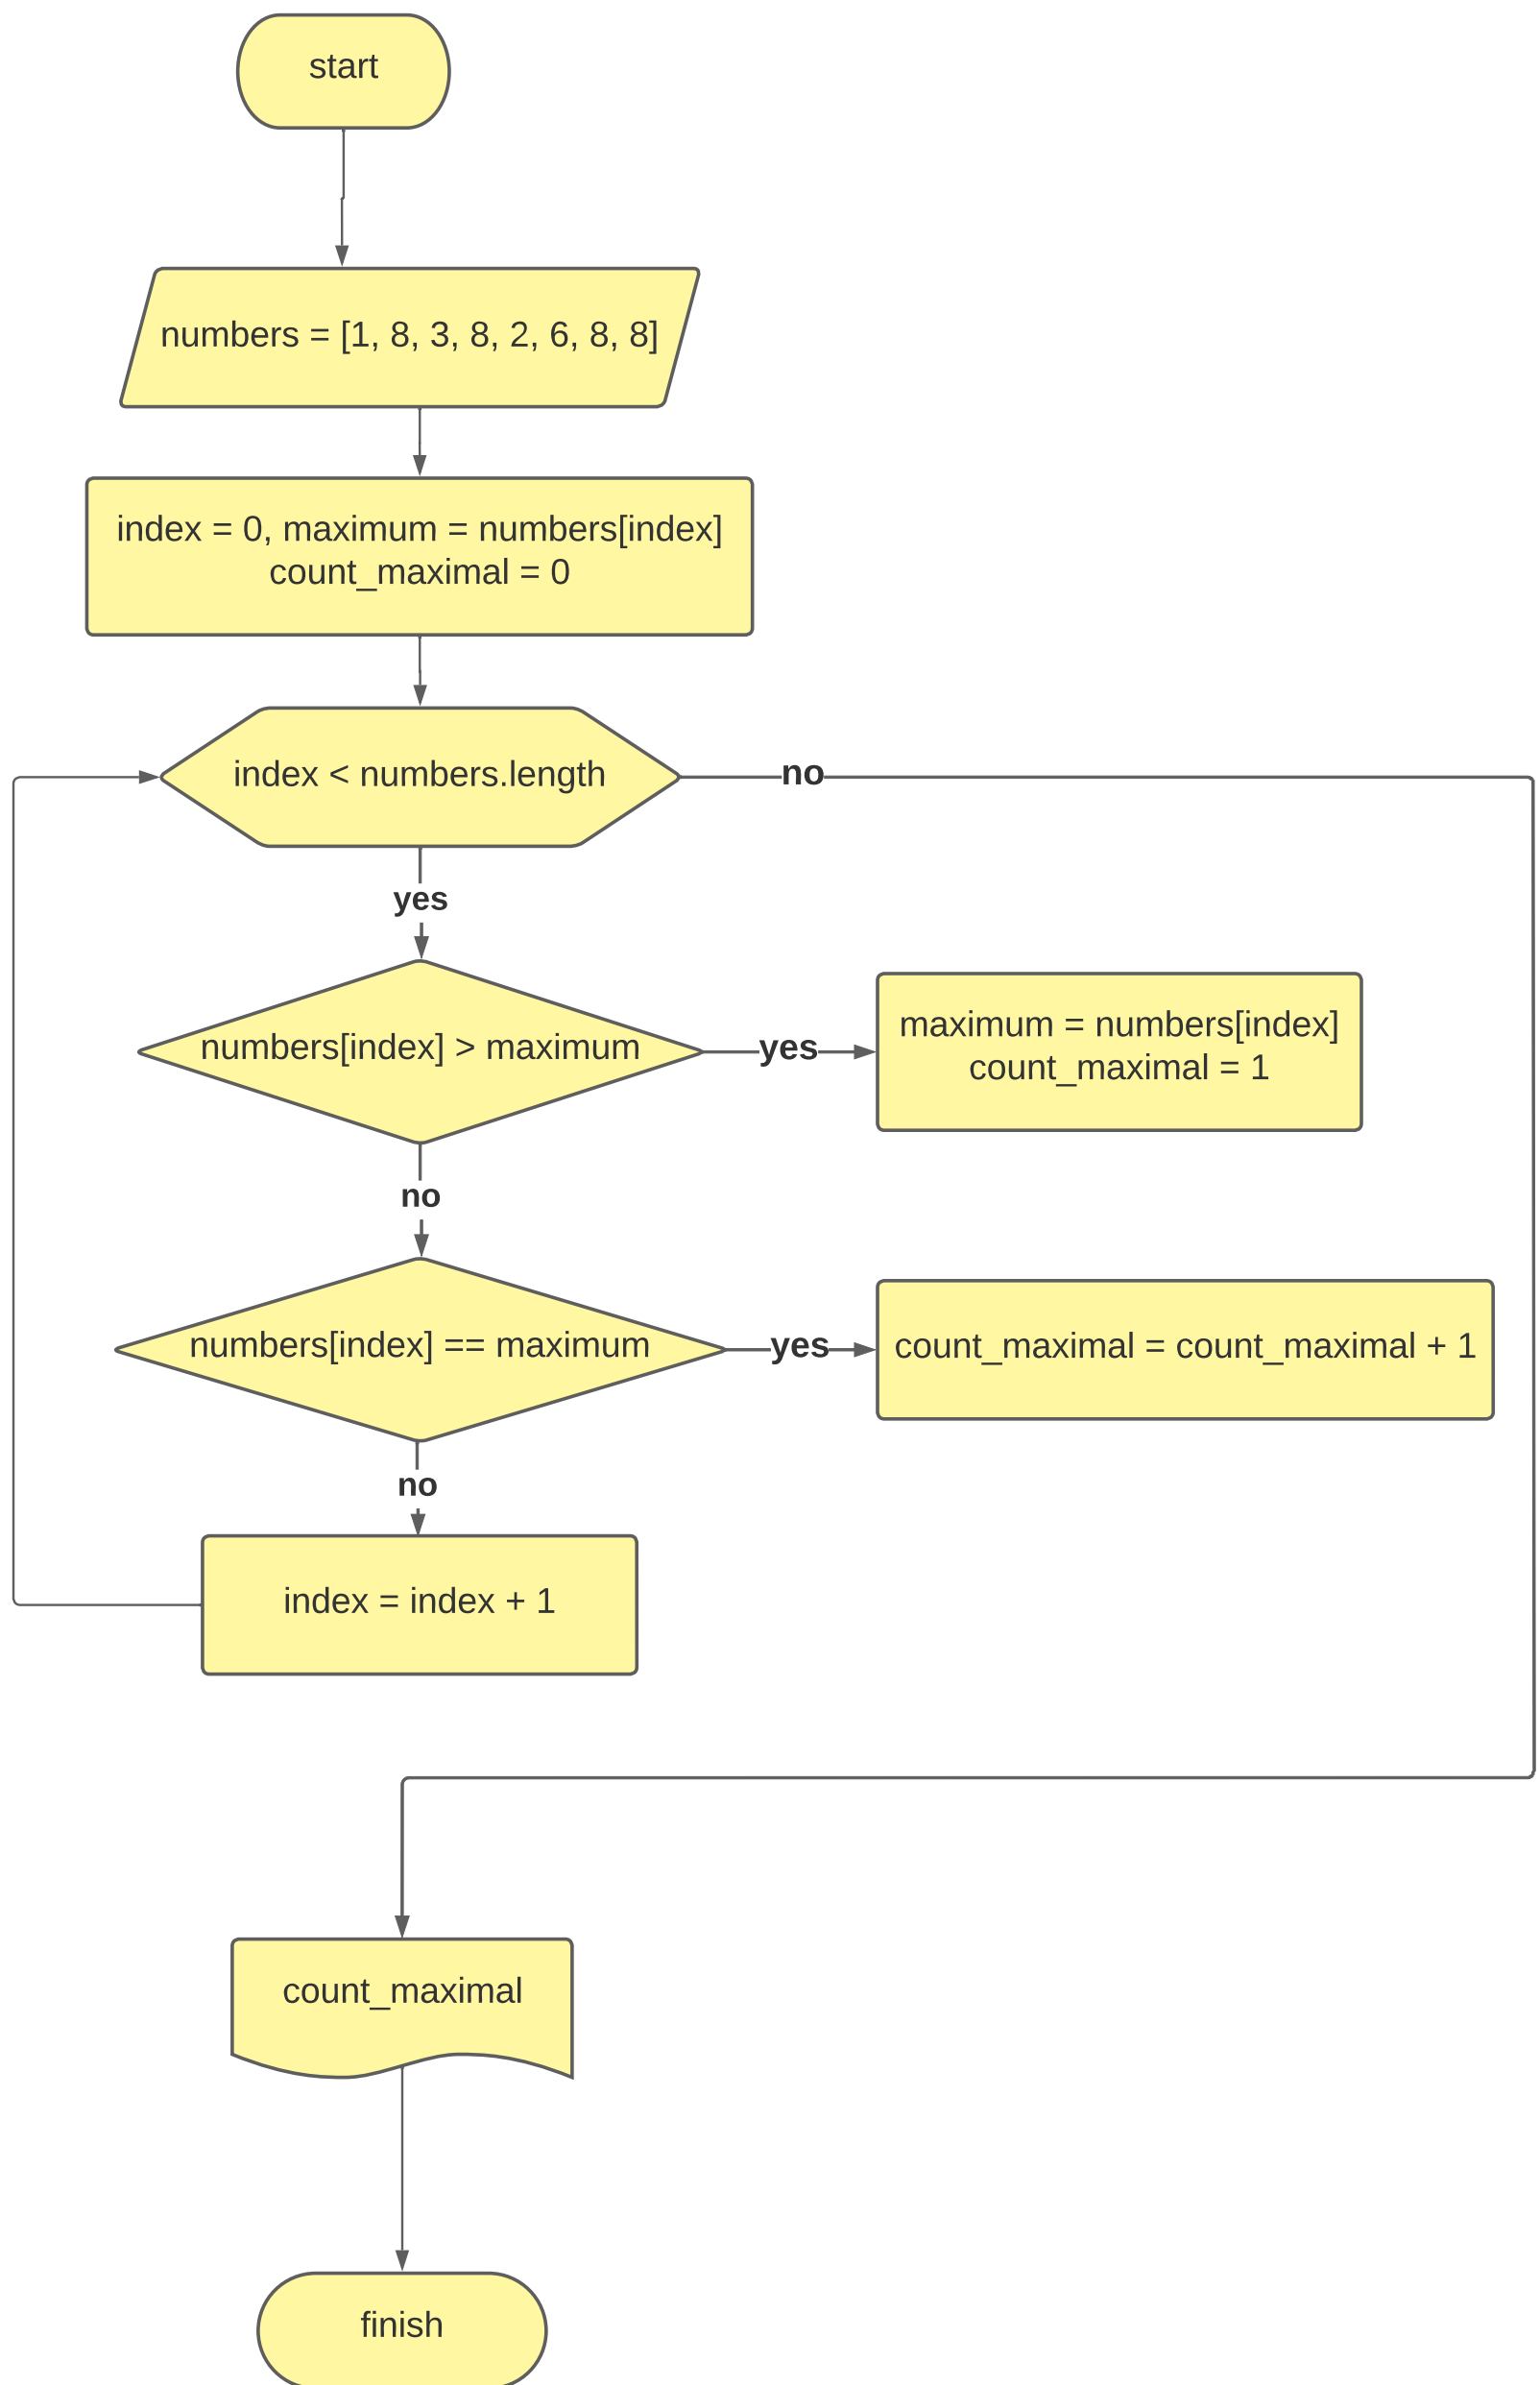 start
numbers = [1, 8, 3, 8, 2, 6, 8, 8]
index = 0, maximum = numbers[index]
count_maximal = 0
index < numbers.length
no
yes
numbers[index] > maximum
yes
maximum = numbers[index]
count_maximal = 1
no
numbers[index] == maximum
yes
count_maximal = count_maximal + 1
no
index = index + 1
count_maximal
finish